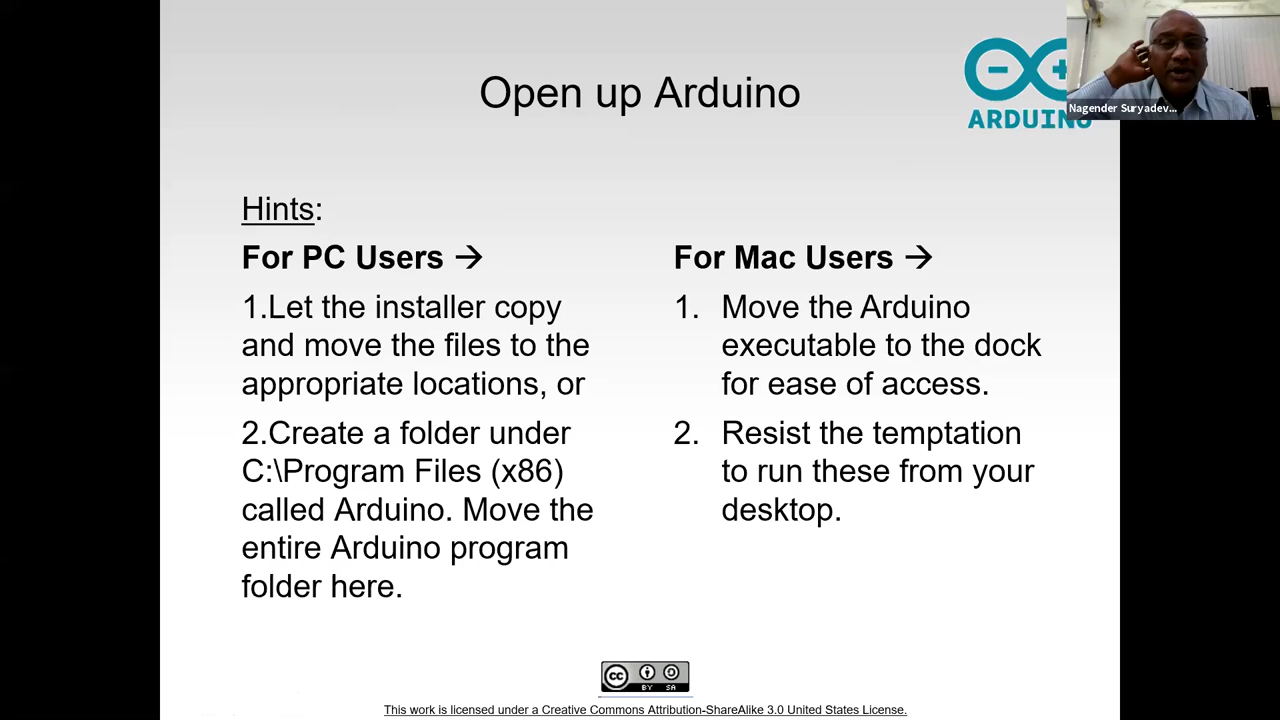 Open up Arduino
ARDUINO
Nagender Suryadev...
Hints:
For PC Users →
1.Let the installer copy
and move the files to the
appropriate locations, or
2.Create a folder under
C:\Program Files (x86)
called Arduino. Move the
entire Arduino program
folder here.
For Mac Users →
1. Move the Arduino
executable to the dock
for ease of access.
2. Resist the temptation
to run these from your
desktop.
cc
BY SA
This work is licensed under a Creative Commons Attribution-ShareAlike 3.0 United States License.